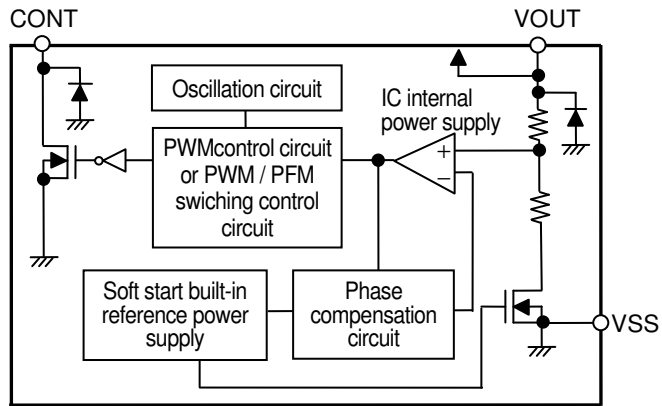 CONT
VOUT
Oscillation circuit
IC internal
power supply
PWMcontrol circuit
or PWM / PFM
swiching control
circuit
+
−
Soft start built-in
reference power
supply
Phase
compensation
circuit
VSS